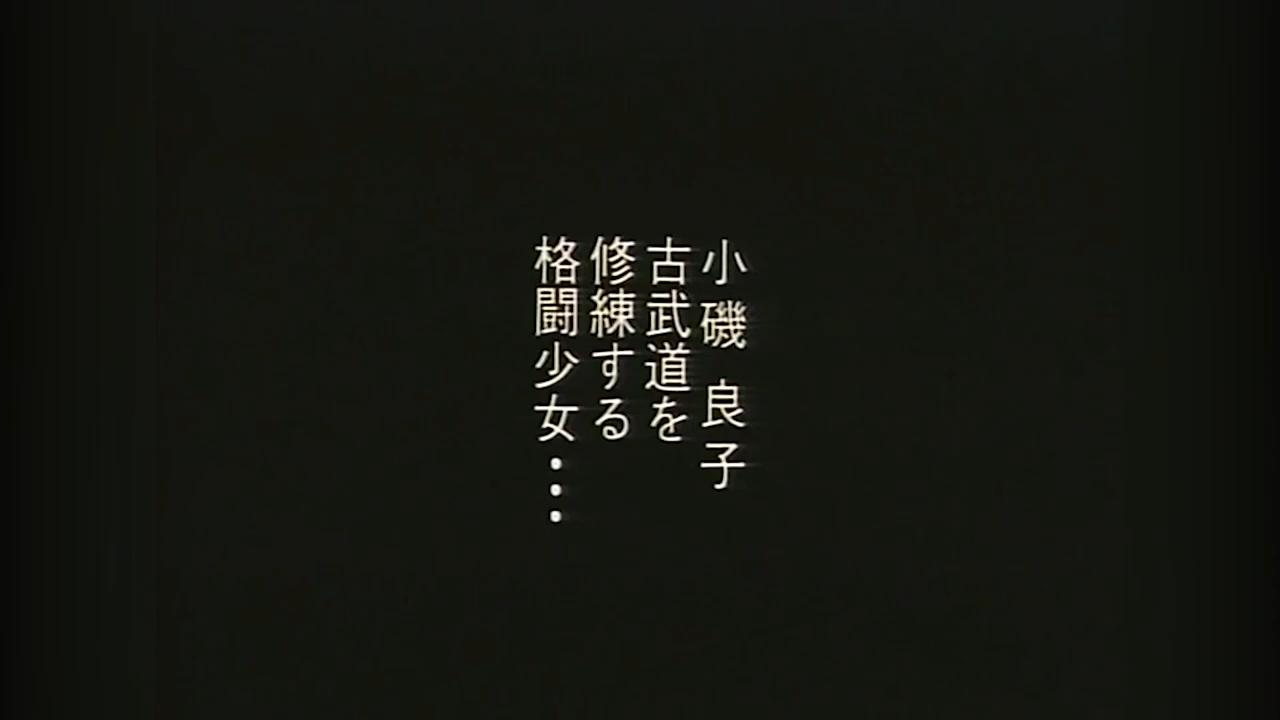 小磯 良子
古武道を
修練する
格闘少女…